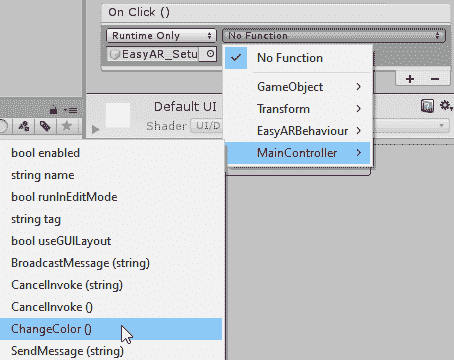 On Click ()
Runtime Only
No Function
EasyAR_Setu
No Function
GameObject
Transform
EasyARBehaviour
MainController
Default UI
Shader UI/D
bool enabled
string name
bool runInEditMode
string tag
bool useGUILayout
BroadcastMessage (string)
CancelInvoke (string)
CancelInvoke ()
ChangeColor ()
SendMessage (string)